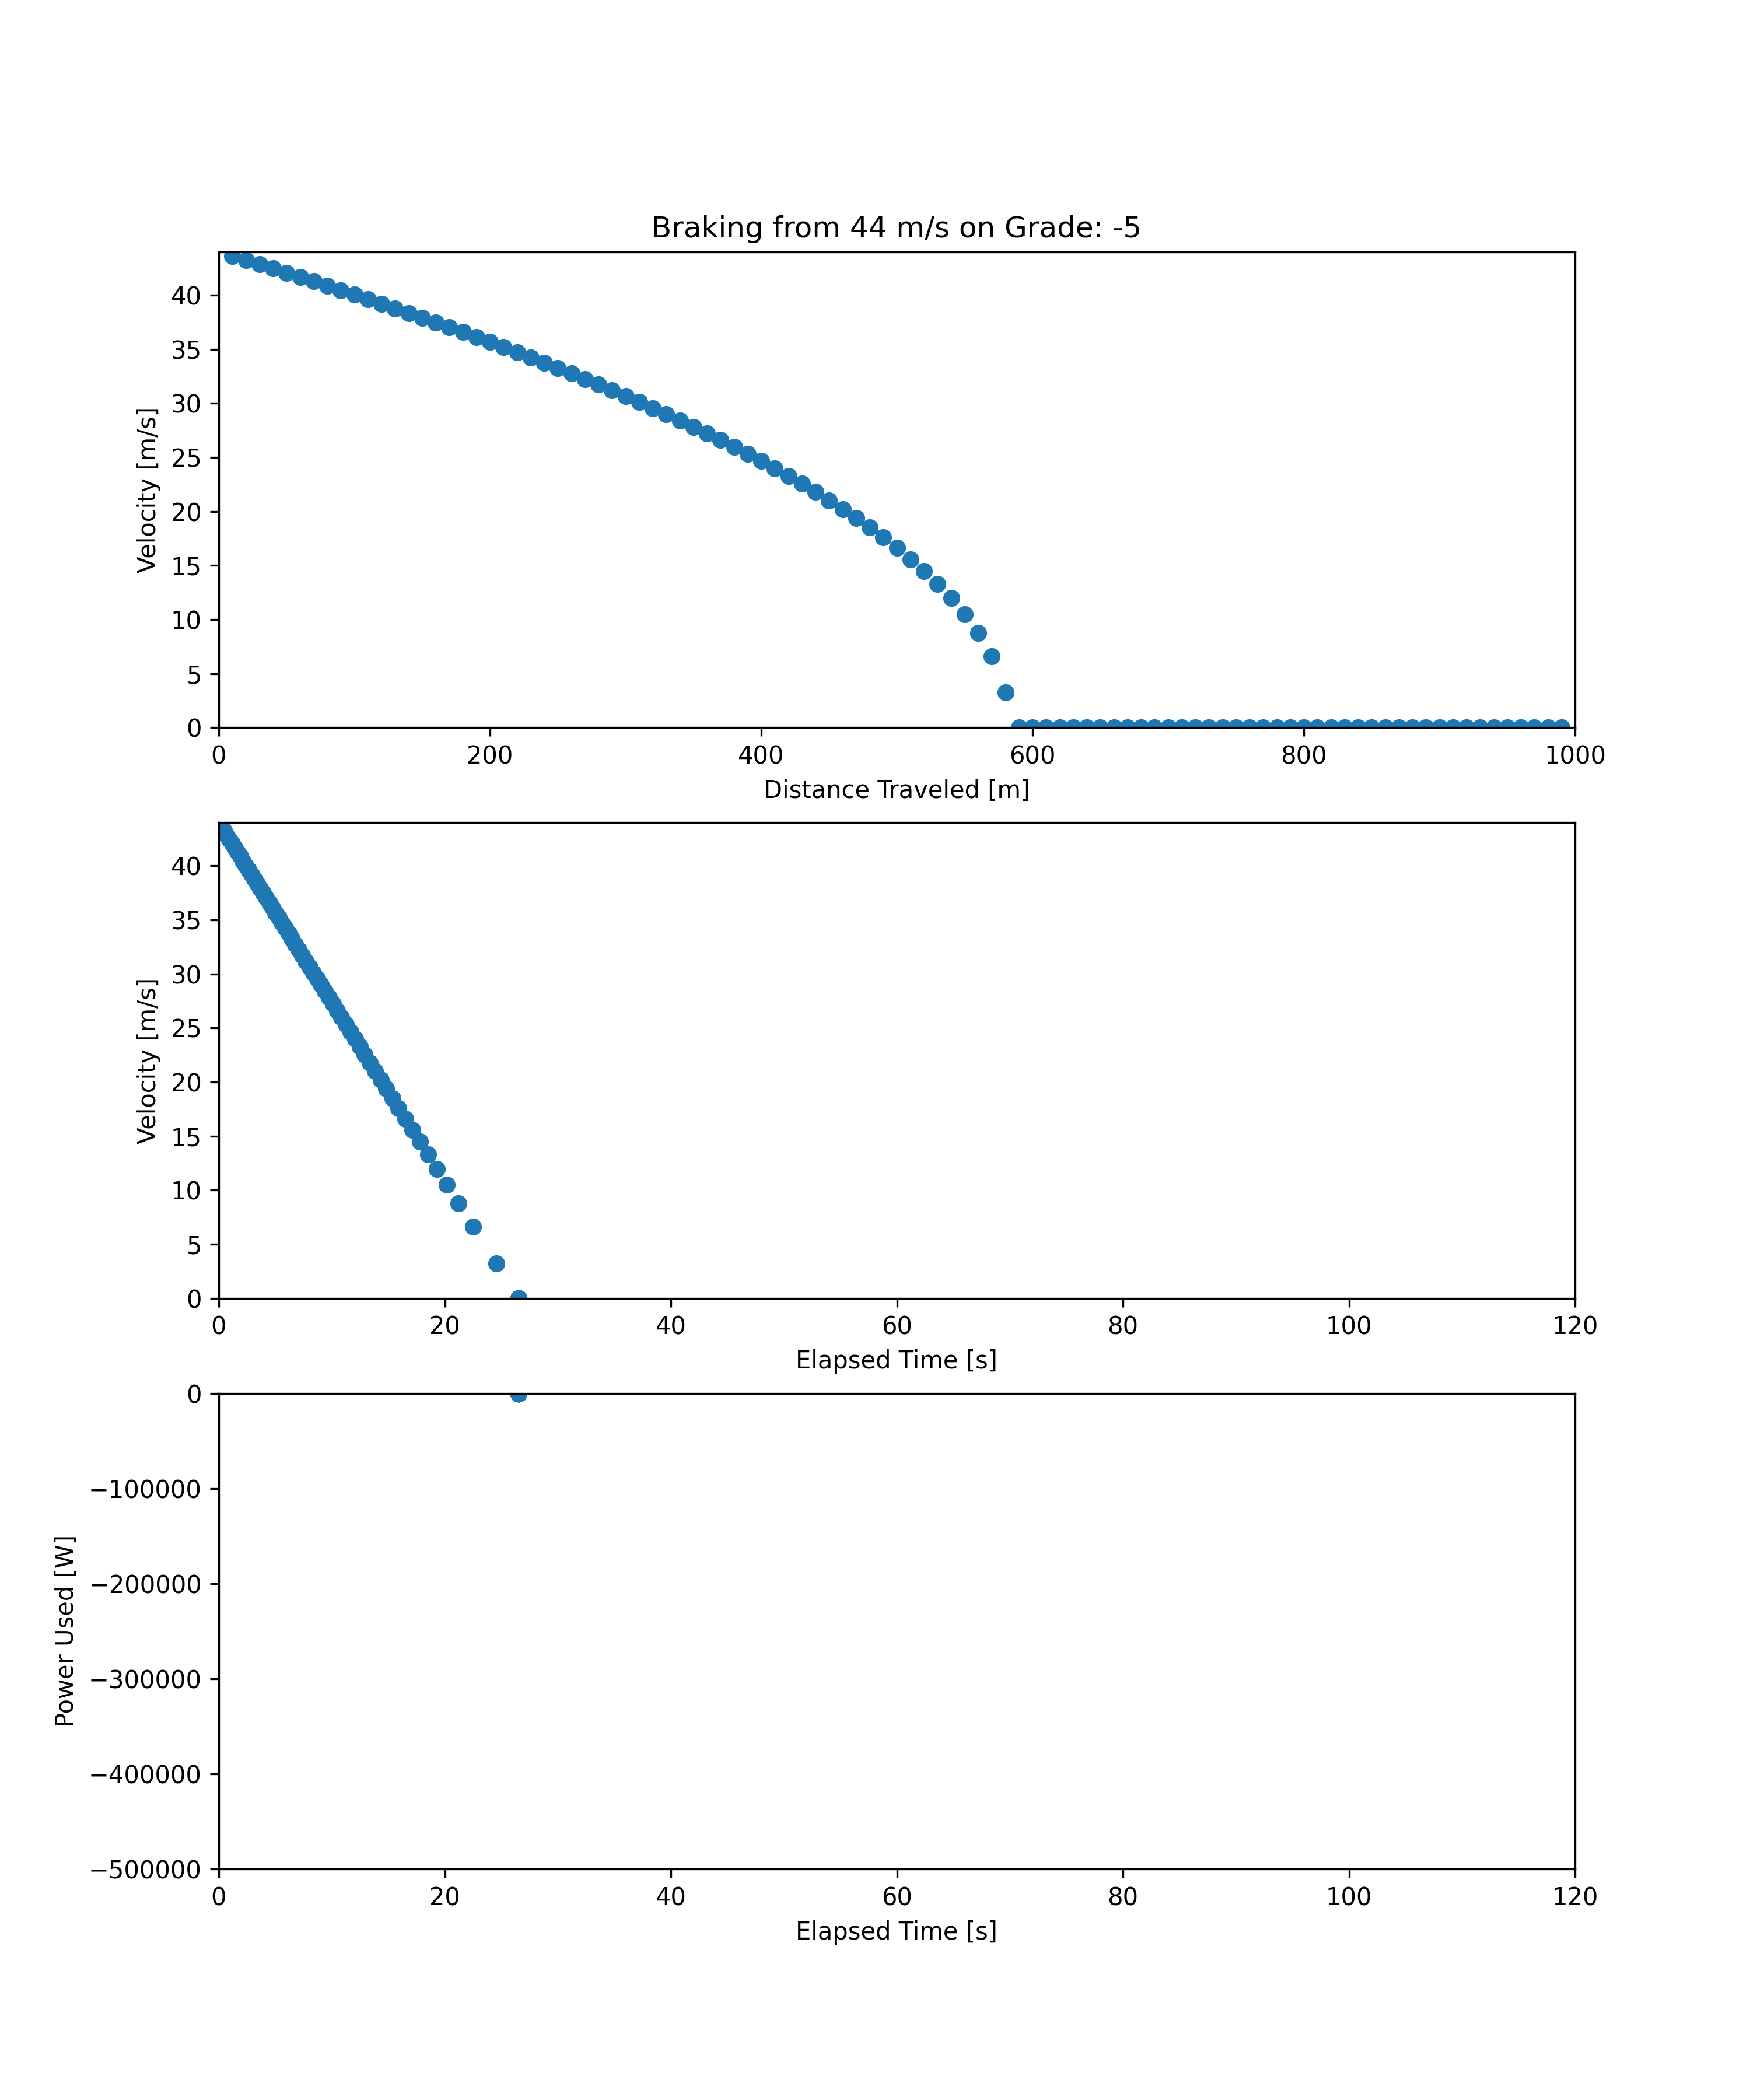 Braking from 44 m/s on Grade: -5
40
35
30
25
20
15
10
5
0
Velocity [m/s]
0 200 400 600 800 1000
Distance Traveled [m]
40
35
30
25
20
15
10
5
0
Velocity [m/s]
0 20 40 60 80 100 120
Elapsed Time [s]
0
−100000
−200000
−300000
−400000
−500000
Power Used [W]
0 20 40 60 80 100 120
Elapsed Time [s]